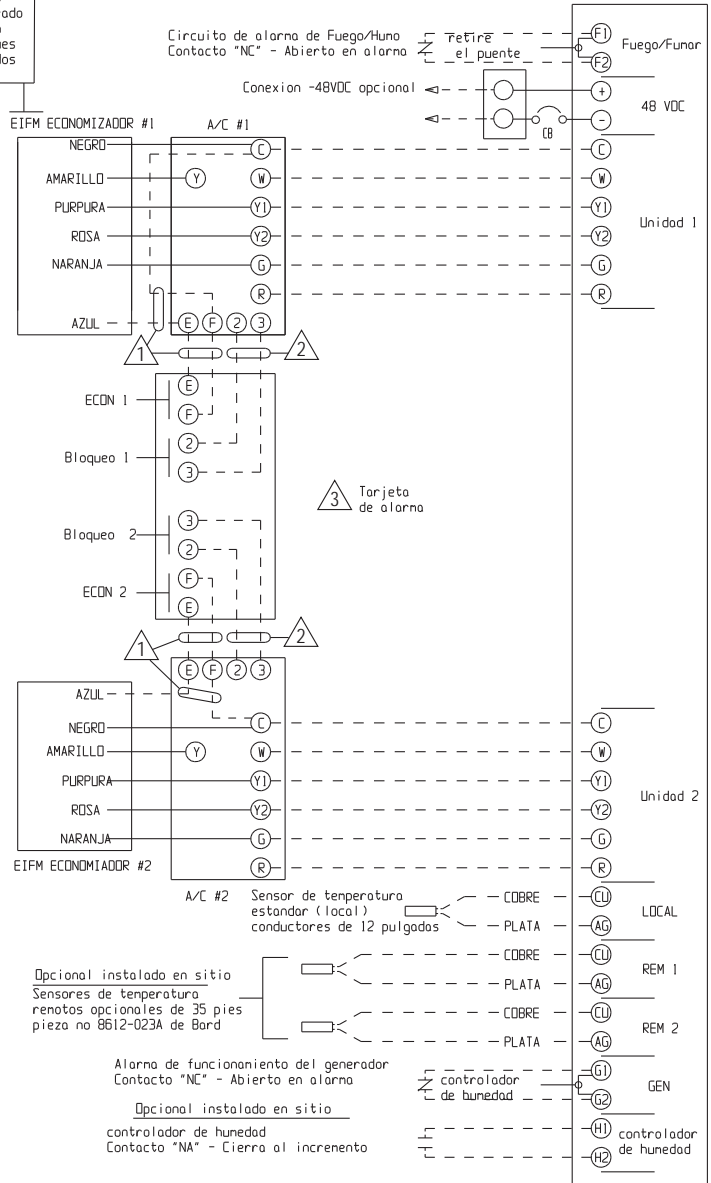 ado
ues
dos
Circuito de alarma de Fuego/Humo
Contacto "NC" - Abierto en alarma
retire
el puente
F1
F2
Fuego/Fumar
Conexion -48VDC opcional
CB
+
-
48 VDC
EIFM ECONOMIZADOR #1
A/C #1
NEGRO
AMARILLO
PURPURA
ROSA
NARANJA
AZUL
Y
C
W
Y1
Y2
G
R
E F 2 3
C
W
Y1
Y2
G
R
Unidad 1
1
2
ECON 1
E
F
Bloqueo 1
2
3
Bloqueo 2
3
2
ECON 2
F
E
3
Tarjeta
de alarma
1
2
E F 2 3
AZUL
NEGRO
AMARILLO
PURPURA
ROSA
NARANJA
EIFM ECONOMIADOR #2
Y
C
W
Y1
Y2
G
R
A/C #2
C
W
Y1
Y2
G
R
Unidad 2
Sensor de temperatura
estandar (local)
conductores de 12 pulgadas
COBRE
PLATA
CU
AG
LOCAL
Opcional instalado en sitio
Sensores de temperatura
remotos opcionales de 35 pies
pieza no 8612-023A de Bard
COBRE
PLATA
CU
AG
REM 1
COBRE
PLATA
CU
AG
REM 2
Alarma de funcionamiento del generador
Contacto "NC" - Abierto en alarma
controlador
de humedad
G1
G2
GEN
Opcional instalado en sitio
controlador de humedad
Contacto "NA" - Cierra al incremento
H1
H2
controlador
de humedad